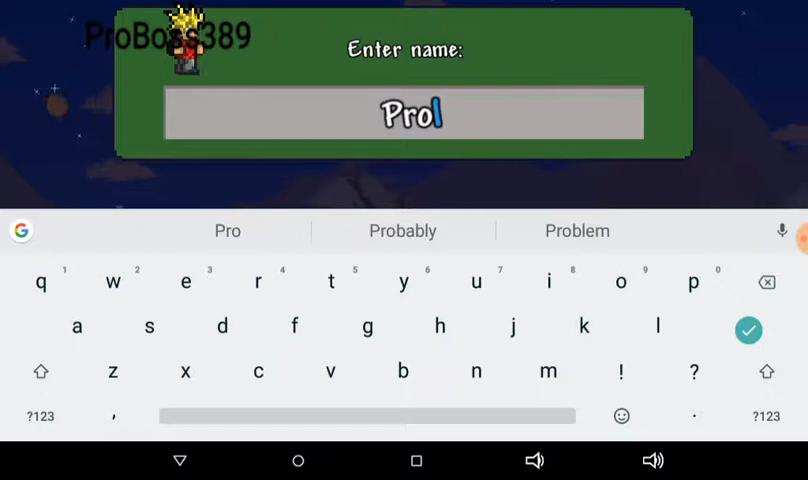 ProBoss389
Enter name:
Pro
Pro Probably Problem
q 1 w 2 e 3 r 4 t 5 y 6 u 7 i 8 o 9 p 0
a s d f g h j k l
z x c v b n m ! ?
?123 , . ?123